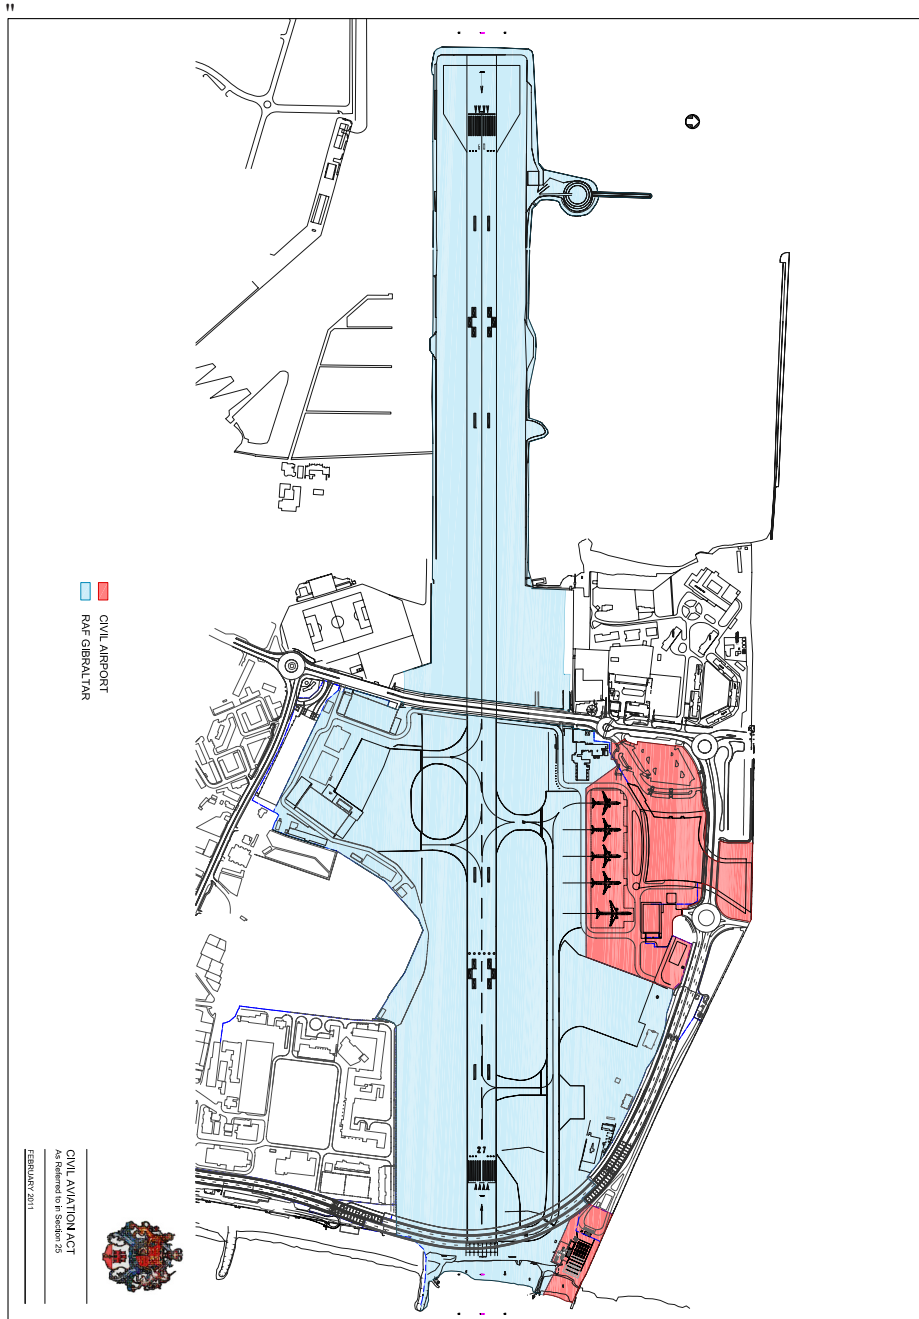 "
CIVIL AIRPORT
RAF GIBRALTAR
27
CIVIL AVIATION ACT
As Referred to in Section 25
FEBRUARY 2011